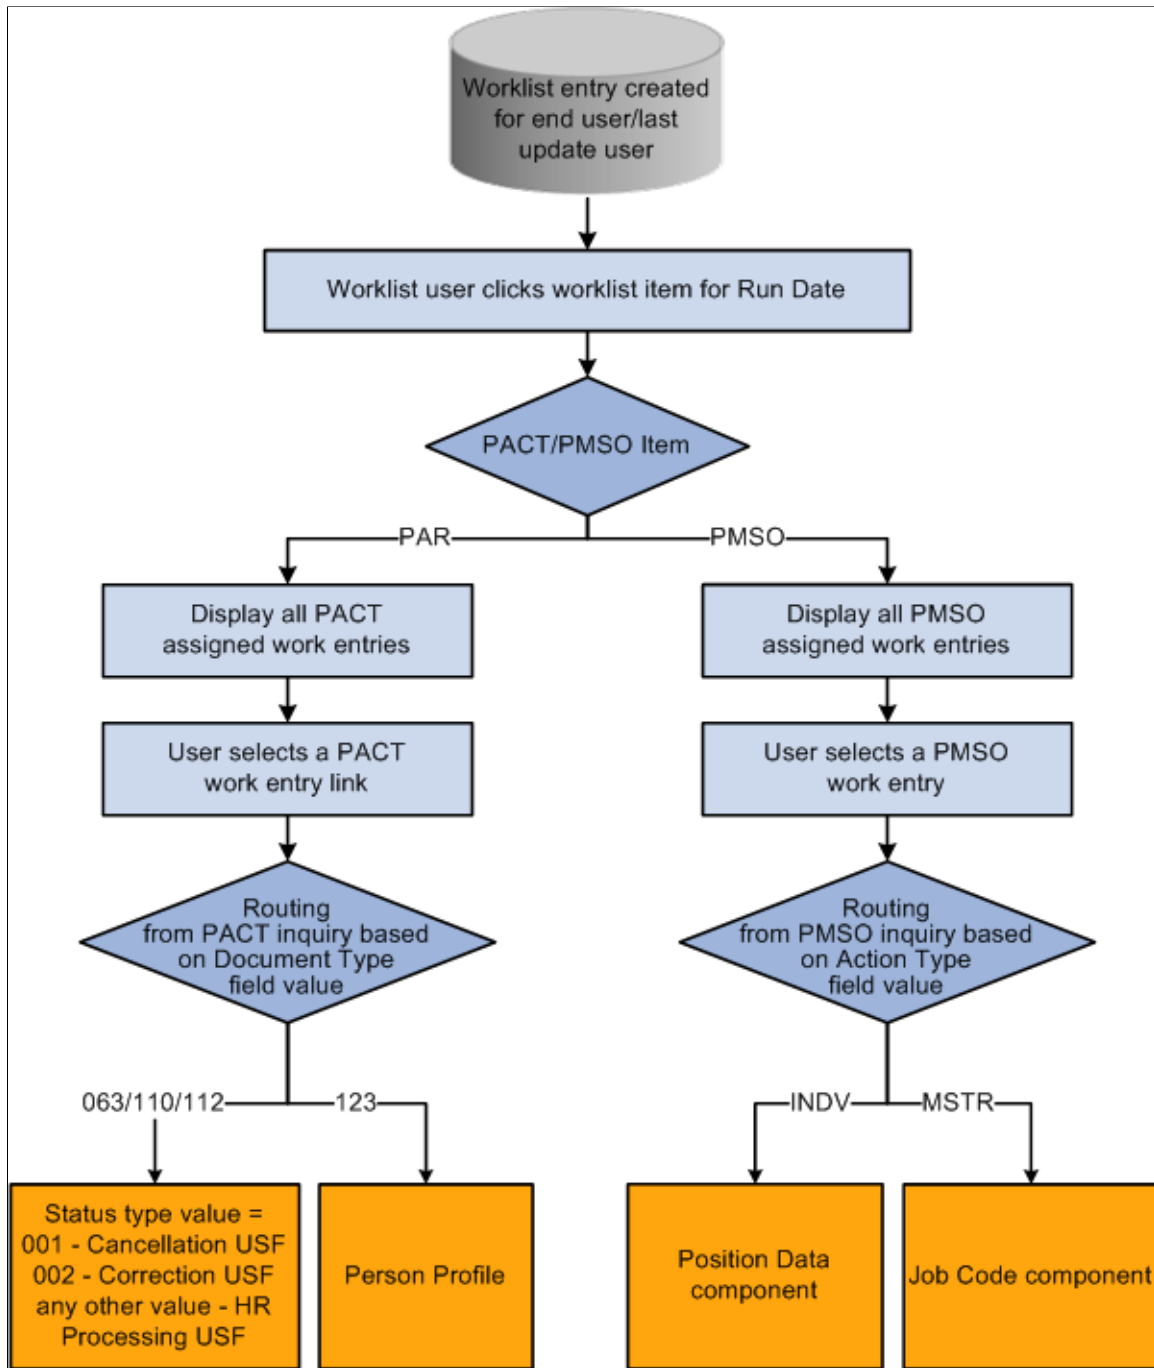 Worklist entry created
for end user/last
update user
Worklist user clicks worklist item for Run Date
PACT/PMSO Item
PAR
PMSO
Display all PACT
assigned work entries
Display all PMSO
assigned work entries
User selects a PACT
work entry link
User selects a PMSO
work entry
Routing
from PACT inquiry based
on Document Type
field value
Routing
from PMSO inquiry based
on Action Type
field value
063/110/112
123
INDV
MSTR
Status type value =
001 - Cancellation USF
002 - Correction USF
any other value - HR
Processing USF
Person Profile
Position Data
component
Job Code component